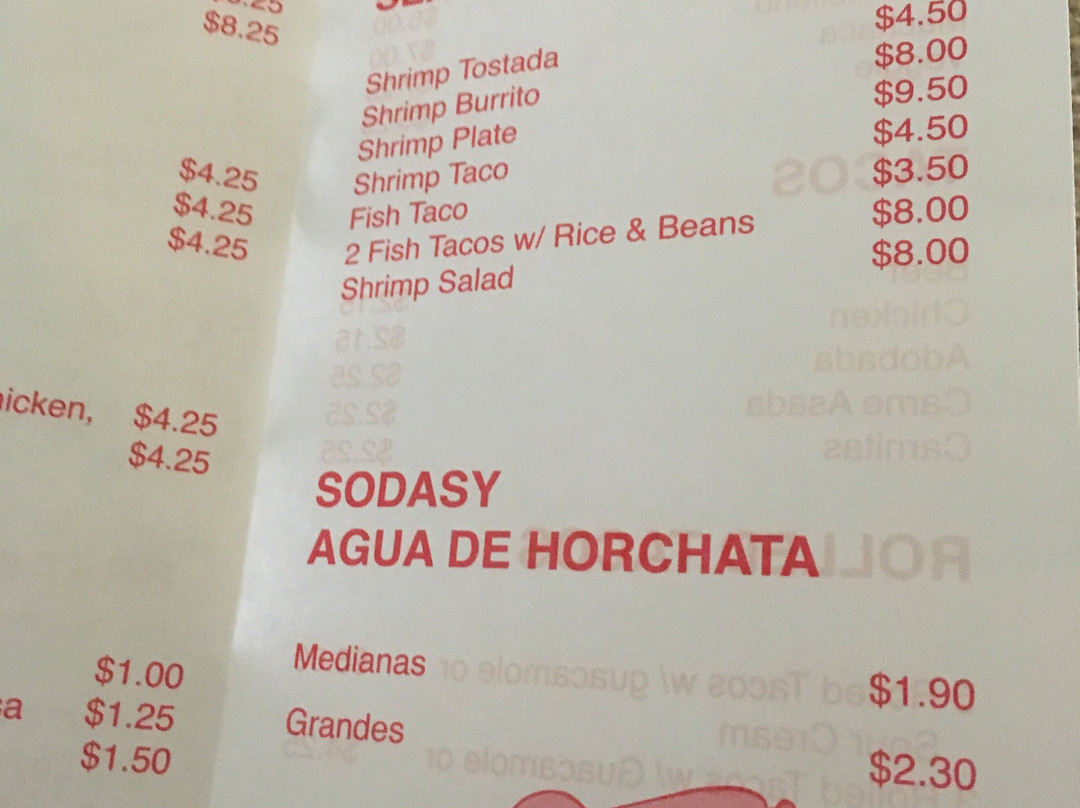 $8.25
$4.25
$4.25
$4.25
$4.25
$4.25
$1.00
$1.25
$1.50
Shrimp Tostada $4.50
Shrimp Burrito $8.00
Shrimp Plate $9.50
Shrimp Taco $4.50
Fish Taco $3.50
2 Fish Tacos w/ Rice & Beans $8.00
Shrimp Salad $8.00
SODASY
AGUA DE HORCHATA
Medianas $1.90
Grandes $2.30